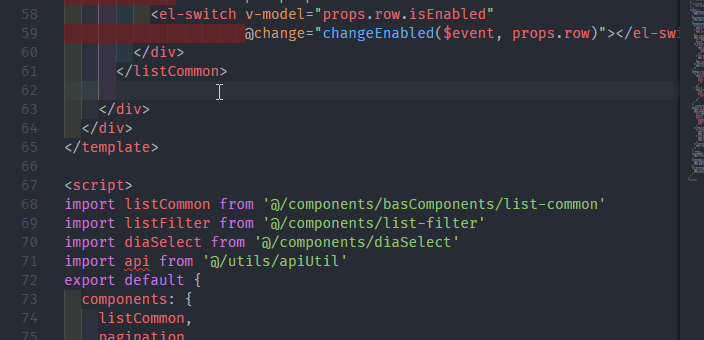 58 <el-switch v-model="props.row.isEnabled"
59 @change="changeEnabled($event, props.row)"></el-swi
60 </div>
61 </listCommon>
62
63 </div>
64 </div>
65 </template>
66
67 <script>
68 import listCommon from '@/components/basComponents/list-common'
69 import listFilter from '@/components/list-filter'
70 import diaSelect from '@/components/diaSelect'
71 import api from '@/utils/apiUtil'
72 export default {
73 components: {
74 listCommon,
75 pagination